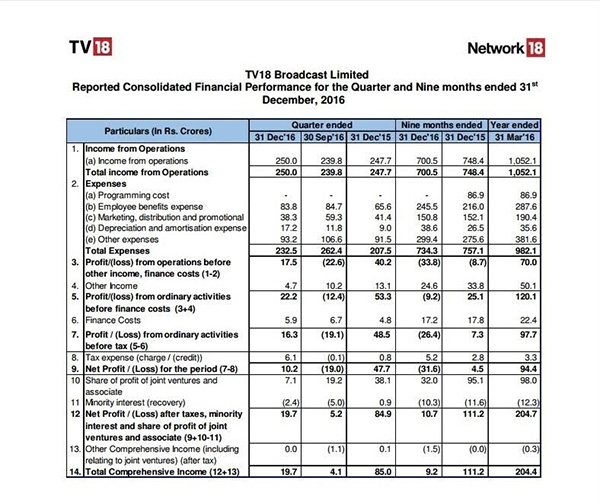 TV18
Network 18
TV18 Broadcast Limited
Reported Consolidated Financial Performance for the Quarter and Nine months ended 31st
December, 2016
Particulars (In Rs. Crores) Quarter ended Nine months ended Year ended
31 Dec'16 30 Sep'16 31 Dec'15 31 Dec'16 31 Dec'15 31 Mar'16
1. Income from Operations
(a) Income from operations 250.0 239.8 247.7 700.5 748.4 1,052.1
Total income from Operations 250.0 239.8 247.7 700.5 748.4 1,052.1
2. Expenses
(a) Programming cost - - - - 86.9 86.9
(b) Employee benefits expense 83.8 84.7 65.6 245.5 216.0 287.6
(c) Marketing, distribution and promotional 38.3 59.3 41.4 150.8 152.1 190.4
(d) Depreciation and amortisation expense 17.2 11.8 9.0 38.6 26.5 35.6
(e) Other expenses 93.2 106.6 91.5 299.4 275.6 381.6
Total Expenses 232.5 262.4 207.5 734.3 757.1 982.1
3. Profit/(loss) from operations before 17.5 (22.6) 40.2 (33.8) (8.7) 70.0
other income, finance costs (1-2)
4. Other Income 4.7 10.2 13.1 24.6 33.8 50.1
5. Profit/(loss) from ordinary activities 22.2 (12.4) 53.3 (9.2) 25.1 120.1
before finance costs (3+4)
6. Finance Costs 5.9 6.7 4.8 17.2 17.8 22.4
7. Profit / (Loss) from ordinary activities 16.3 (19.1) 48.5 (26.4) 7.3 97.7
before tax (5-6)
8. Tax expense (charge / (credit)) 6.1 (0.1) 0.8 5.2 2.8 3.3
9. Net Profit / (Loss) for the period (7-8) 10.2 (19.0) 47.7 (31.6) 4.5 94.4
10 Share of profit of joint ventures and 7.1 19.2 38.1 32.0 95.1 98.0
associate
11 Minority interest (recovery) (2.4) (5.0) 0.9 (10.3) (11.6) (12.3)
12 Net Profit / (Loss) after taxes, minority 19.7 5.2 84.9 10.7 111.2 204.7
interest and share of profit of joint
ventures and associate (9+10-11)
13. Other Comprehensive Income (including 0.0 (1.1) 0.1 (1.5) (0.0) (0.3)
relating to joint ventures) (after tax)
14. Total Comprehensive Income (12+13) 19.7 4.1 85.0 9.2 111.2 204.4